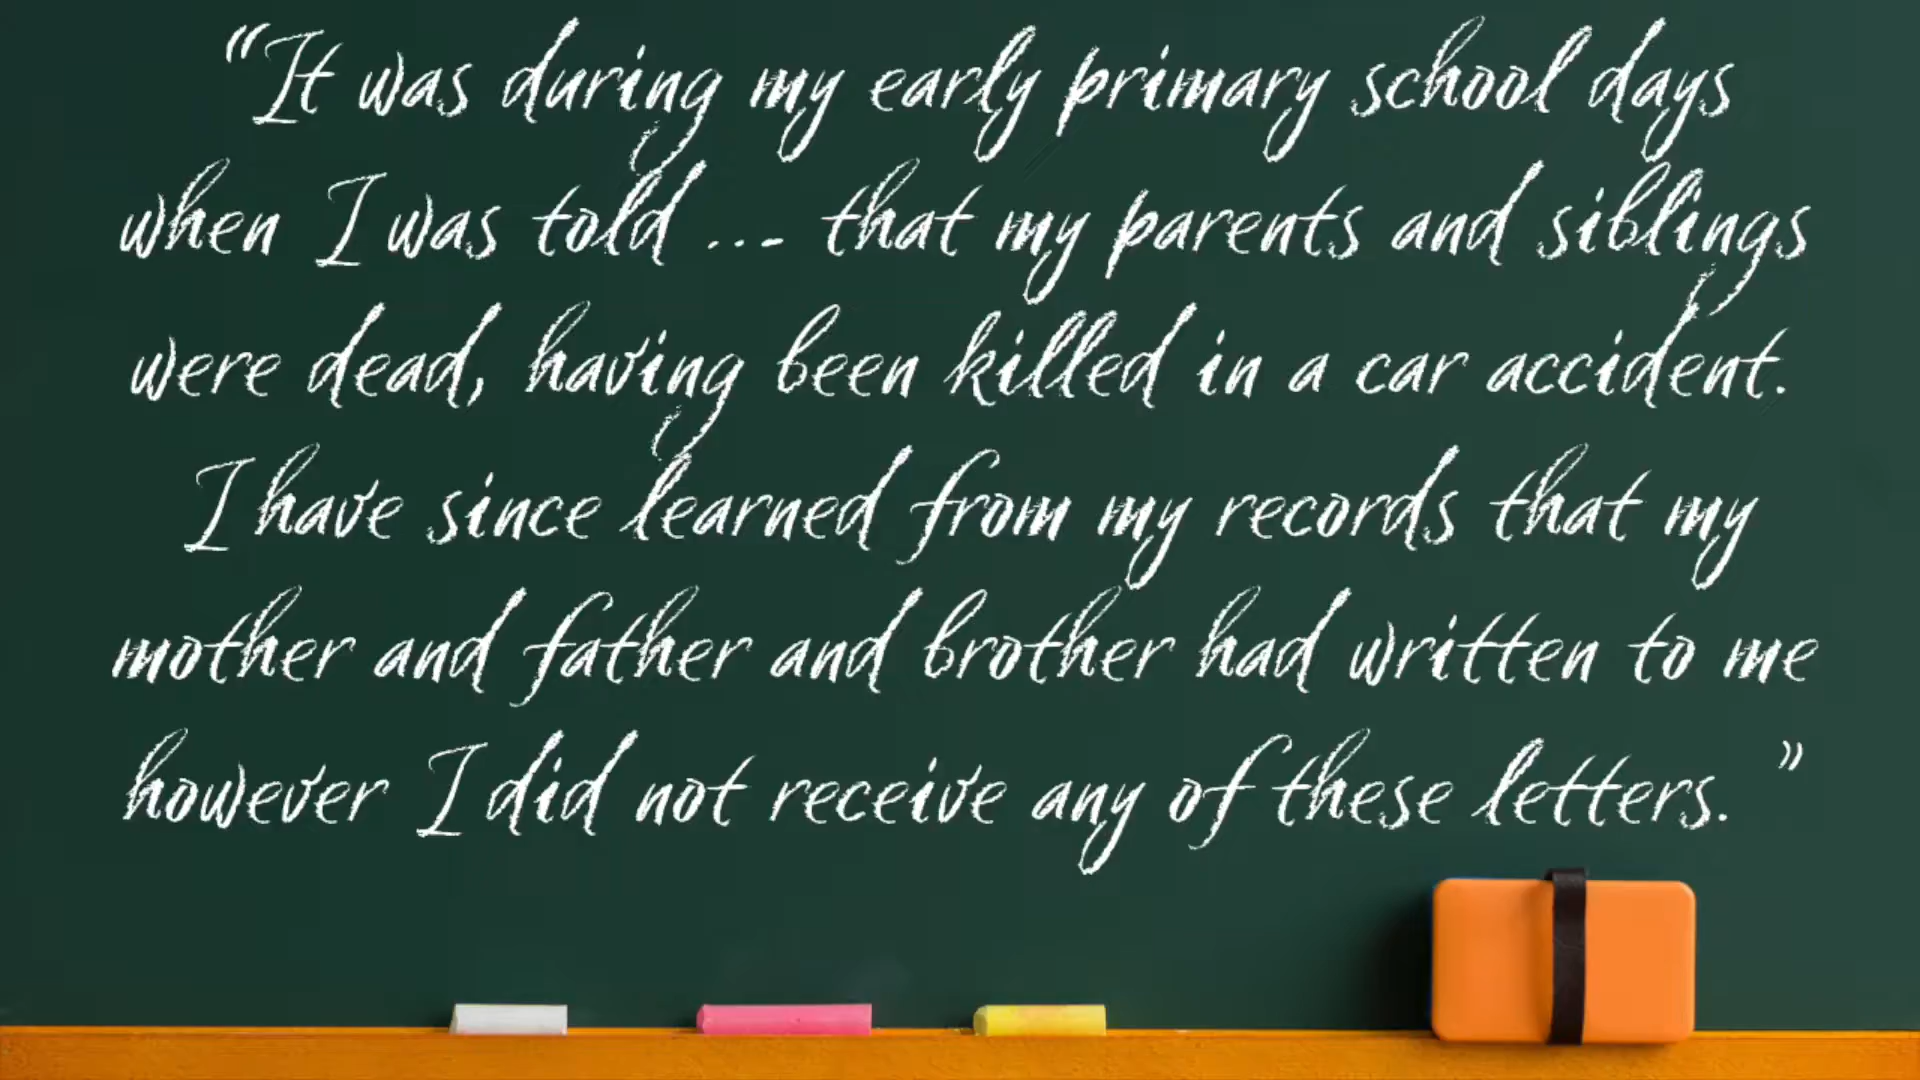 “It was during my early primary school days
when I was told ... that my parents and siblings
were dead, having been killed in a car accident.
I have since learned from my records that my
mother and father and brother had written to me
however I did not receive any of these letters. ”